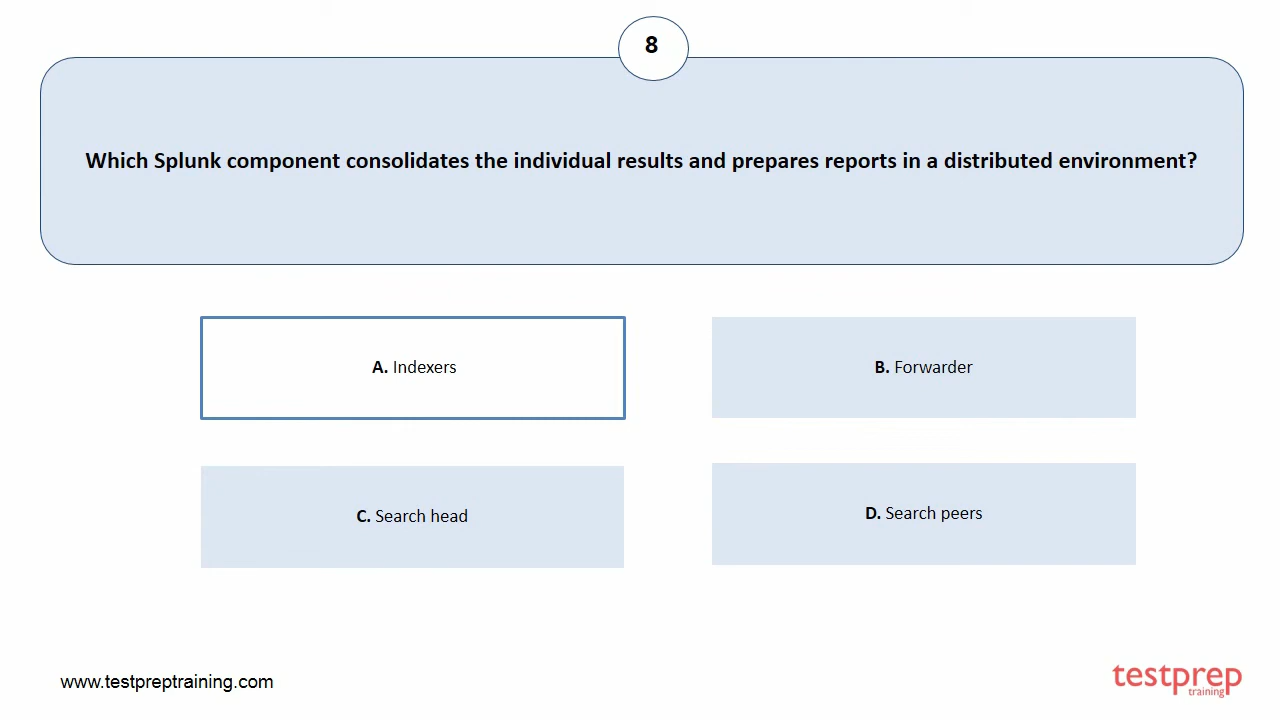 8
Which Splunk component consolidates the individual results and prepares reports in a distributed environment?
A. Indexers
B. Forwarder
C. Search head
D. Search peers
www.testpreptraining.com
testprep
training